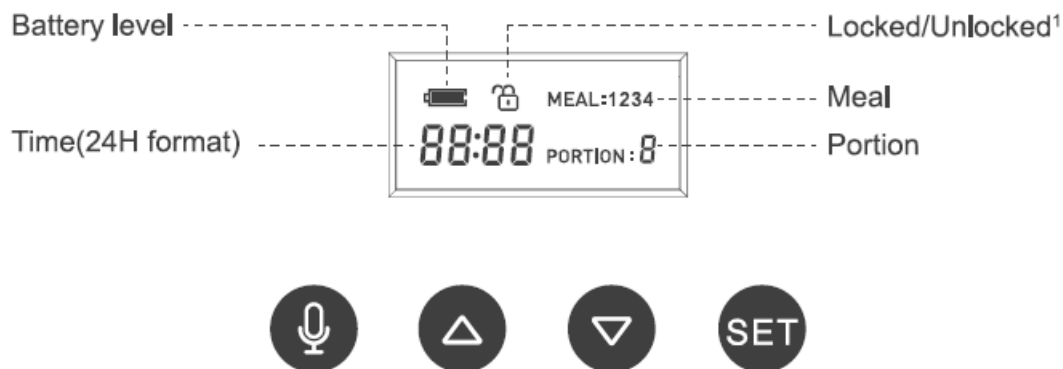 Battery level
Locked/Unlocked¹
MEAL:1234
Meal
Time(24H format)
88:88
PORTION:8
Portion
SET